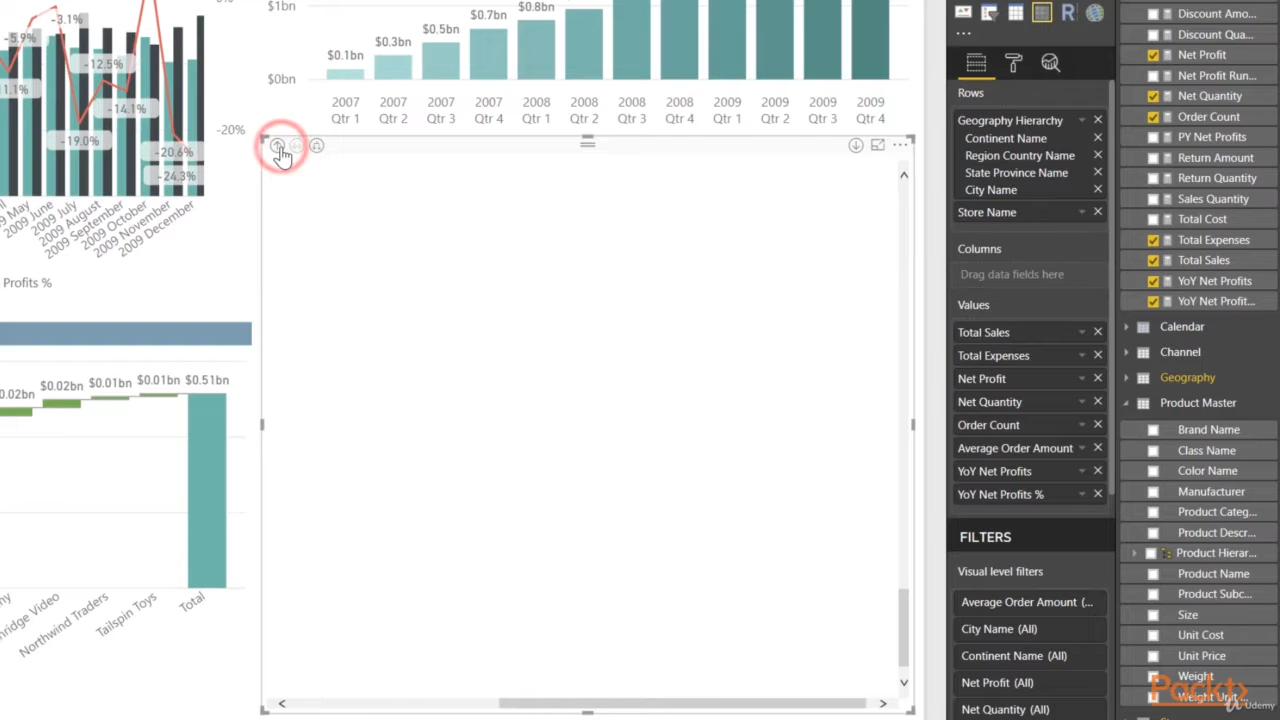 -5.9%
-3.1%
-12.5%
11.1%
-14.1%
-19.0%
-20.6%
-24.3%
-20%
09 May
2009 June
2009 July
2009 August
2009 September
2009 October
2009 November
2009 December
Profits %
0.02bn
$0.02bn
$0.01bn
$0.01bn
$0.51bn
Northwind Traders
Tailspin Toys
Total
$1bn
$0bn
$0.1bn
$0.3bn
$0.5bn
$0.7bn
$0.8bn
2007 2007 2007 2007 2008 2008 2008 2008 2009 2009 2009 2009
Qtr 1 Qtr 2 Qtr 3 Qtr 4 Qtr 1 Qtr 2 Qtr 3 Qtr 4 Qtr 1 Qtr 2 Qtr 3 Qtr 4
R
Rows
Geography Hierarchy
Continent Name
Region Country Name
State Province Name
City Name
Store Name
Columns
Drag data fields here
Values
Total Sales
Total Expenses
Net Profit
Net Quantity
Order Count
Average Order Amount
YoY Net Profits
YoY Net Profits %
FILTERS
Visual level filters
Average Order Amount (...
City Name (All)
Continent Name (All)
Net Profit (All)
Net Quantity (All)
Discount Amo...
Discount Qua...
Net Profit
Net Profit Run...
Net Quantity
Order Count
PY Net Profits
Return Amount
Return Quantity
Sales Quantity
Total Cost
Total Expenses
Total Sales
YoY Net Profits
YoY Net Profit...
Calendar
Channel
Geography
Product Master
Brand Name
Class Name
Color Name
Manufacturer
Product Categ...
Product Descr...
Product Hierar...
Product Name
Product Subc...
Size
Unit Cost
Unit Price
Weight
Weight Unit
Packt
Udemy